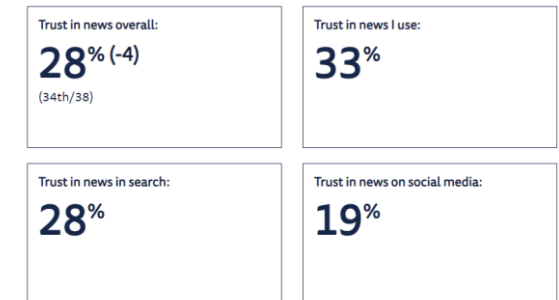 Trust in news overall:
28% (-4)
(34th/38)
Trust in news I use:
33%
Trust in news in search:
28%
Trust in news on social media:
19%